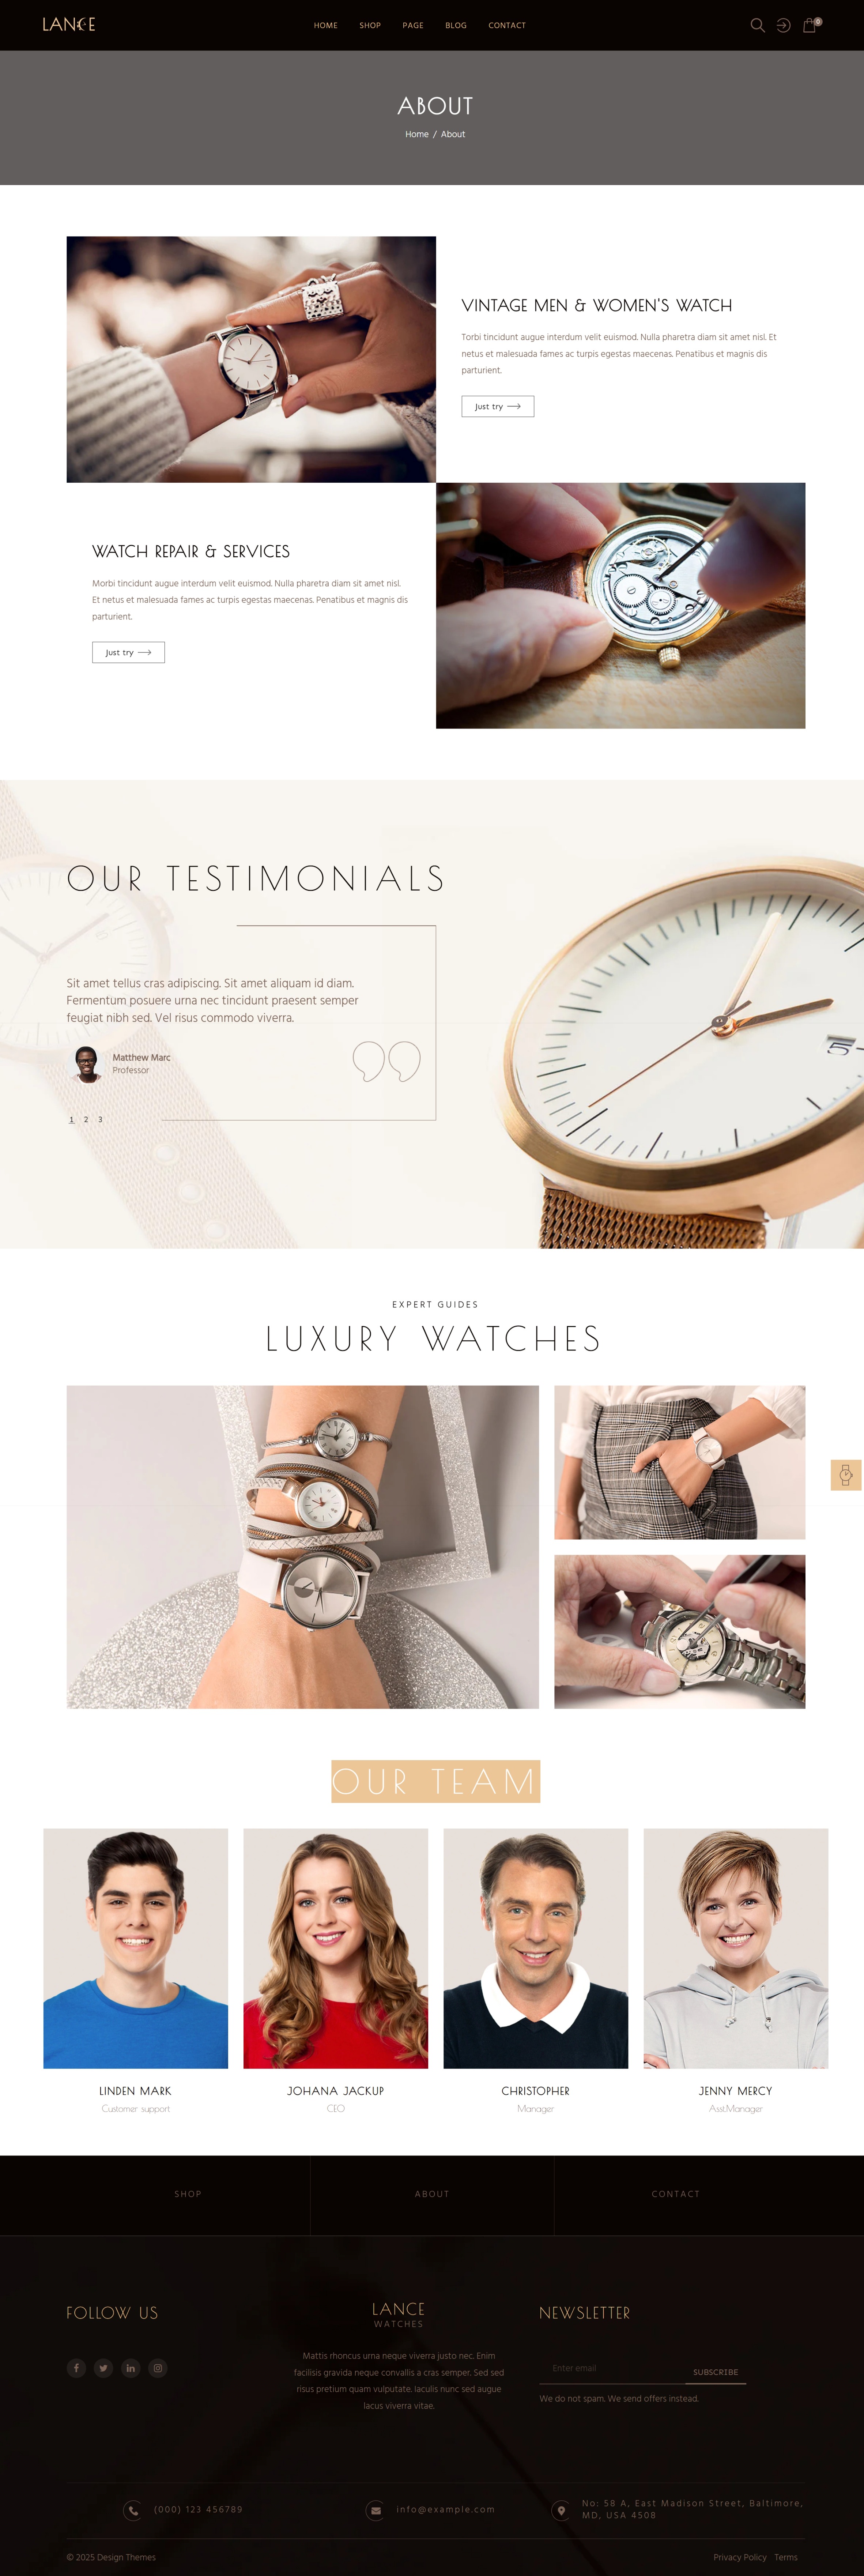 LANCE
HOME SHOP PAGE BLOG CONTACT
0
ABOUT
Home / About
VINTAGE MEN & WOMEN'S WATCH
Torbi tincidunt augue interdum velit euismod. Nulla pharetra diam sit amet nisl. Et
netus et malesuada fames ac turpis egestas maecenas. Penatibus et magnis dis
parturient.
Just try
WATCH REPAIR & SERVICES
Morbi tincidunt augue interdum velit euismod. Nulla pharetra diam sit amet nisl.
Et netus et malesuada fames ac turpis egestas maecenas. Penatibus et magnis dis
parturient.
Just try
OUR TESTIMONIALS
Sit amet tellus cras adipiscing. Sit amet aliquam id diam.
Fermentum posuere urna nec tincidunt praesent semper
feugiat nibh sed. Vel risus commodo viverra.
Matthew Marc
Professor
1 2 3
EXPERT GUIDES
LUXURY WATCHES
OUR TEAM
LINDEN MARK
Customer support
JOHANA JACKUP
CEO
CHRISTOPHER
Manager
JENNY MERCY
Asst.Manager
SHOP
ABOUT
CONTACT
FOLLOW US
LANCE
WATCHES
Mattis rhoncus urna neque viverra justo nec. Enim
facilisis gravida neque convallis a cras semper. Sed sed
risus pretium quam vulputate. Iaculis nunc sed augue
lacus viverra vitae.
NEWSLETTER
Enter email
SUBSCRIBE
We do not spam. We send offers instead.
(000) 123 456789
info@example.com
No: 58 A, East Madison Street, Baltimore,
MD, USA 4508
© 2025 Design Themes
Privacy Policy Terms